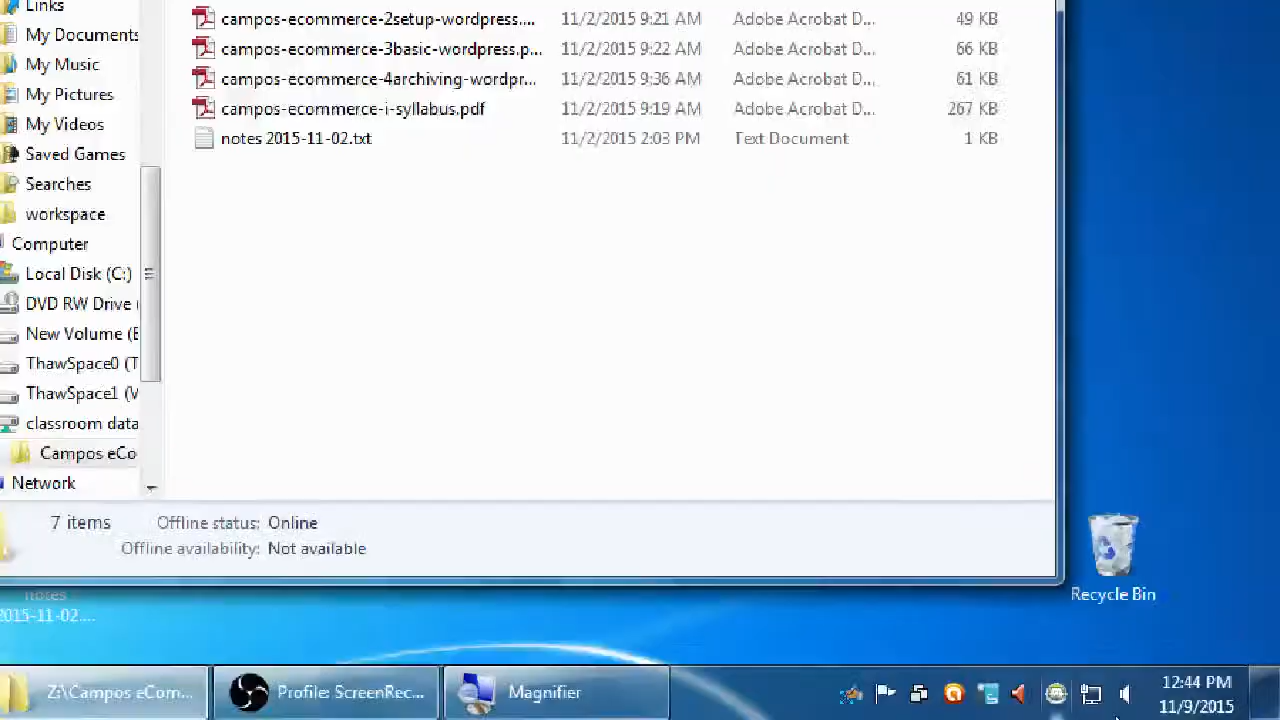 Links
My Documents
My Music
My Pictures
My Videos
Saved Games
Searches
workspace
Computer
Local Disk (C:)
DVD RW Drive (
New Volume (E
ThawSpace0 (T
ThawSpace1 (V
classroom data
Campos eCo
Network
campos-ecommerce-2setup-wordpress.... 11/2/2015 9:21 AM Adobe Acrobat D... 49 KB
campos-ecommerce-3basic-wordpress.p... 11/2/2015 9:22 AM Adobe Acrobat D... 66 KB
campos-ecommerce-4archiving-wordpr... 11/2/2015 9:36 AM Adobe Acrobat D... 61 KB
campos-ecommerce-i-syllabus.pdf 11/2/2015 9:19 AM Adobe Acrobat D... 267 KB
notes 2015-11-02.txt 11/2/2015 2:03 PM Text Document 1 KB
7 items Offline status: Online
Offline availability: Not available
notes
2015-11-02....
Recycle Bin
Z:\Campos eCom... Profile: ScreenRec... Magnifier
12:44 PM
11/9/2015